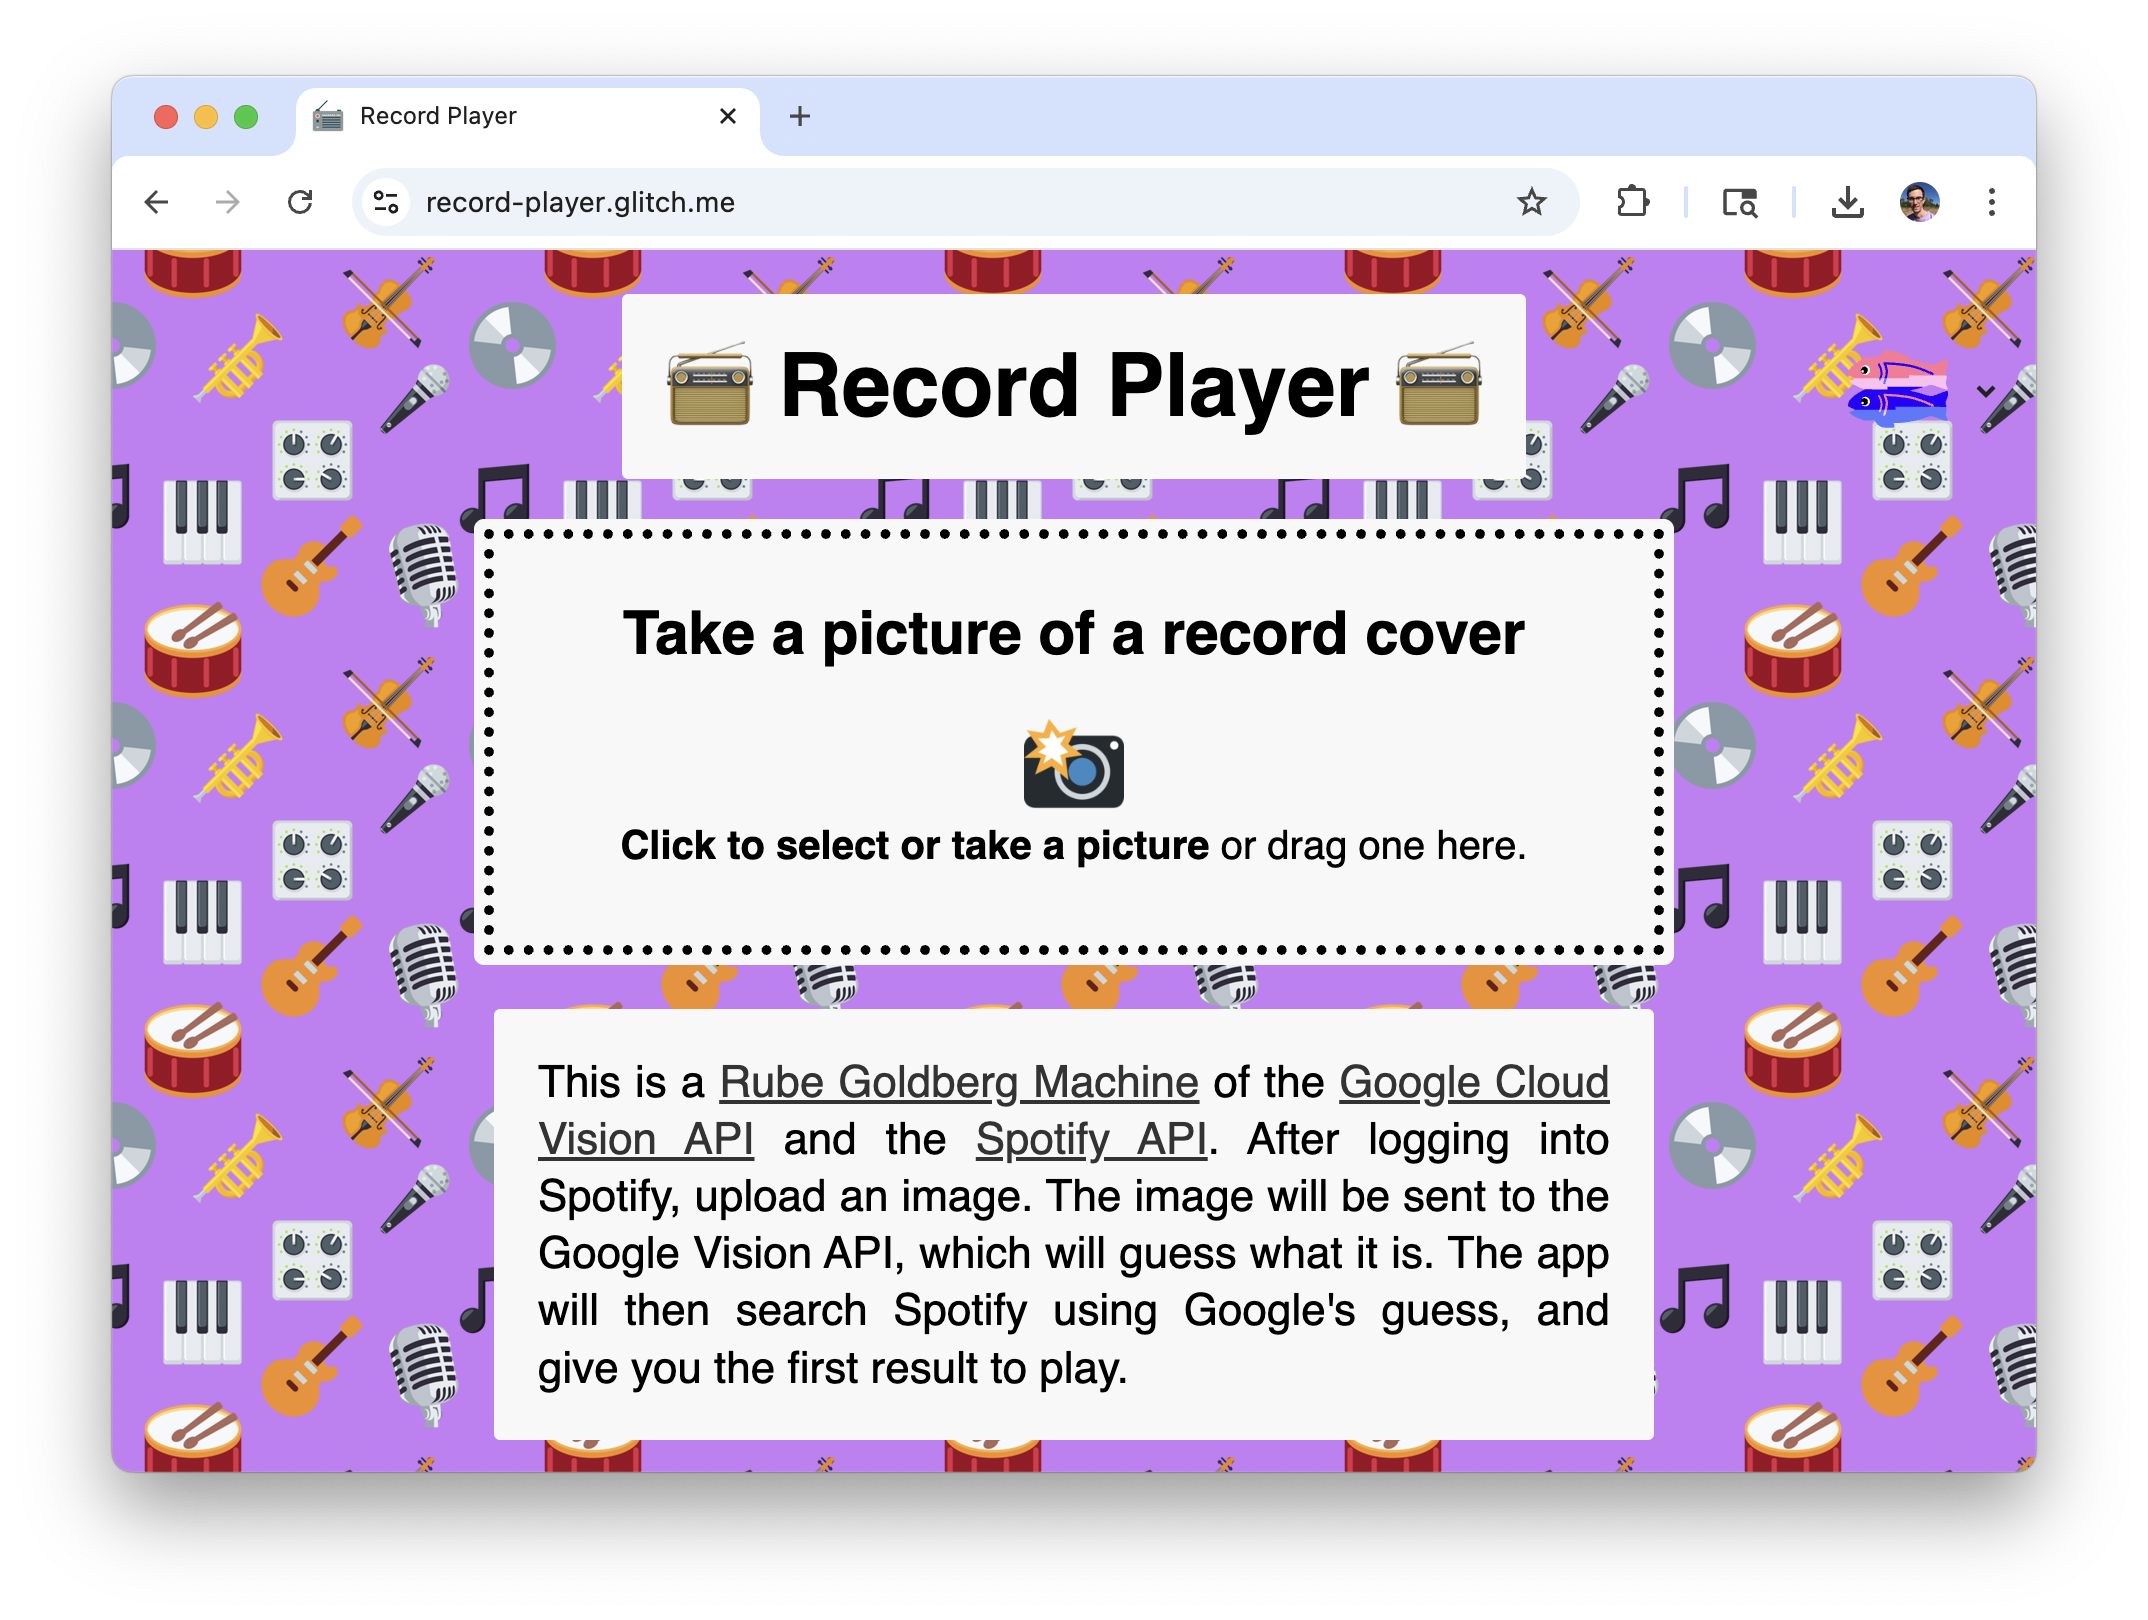 Record Player
record-player.glitch.me
Record Player
Take a picture of a record cover
Click to select or take a picture or drag one here.
This is a Rube Goldberg Machine of the Google Cloud
Vision API and the Spotify API. After logging into
Spotify, upload an image. The image will be sent to the
Google Vision API, which will guess what it is. The app
will then search Spotify using Google's guess, and
give you the first result to play.